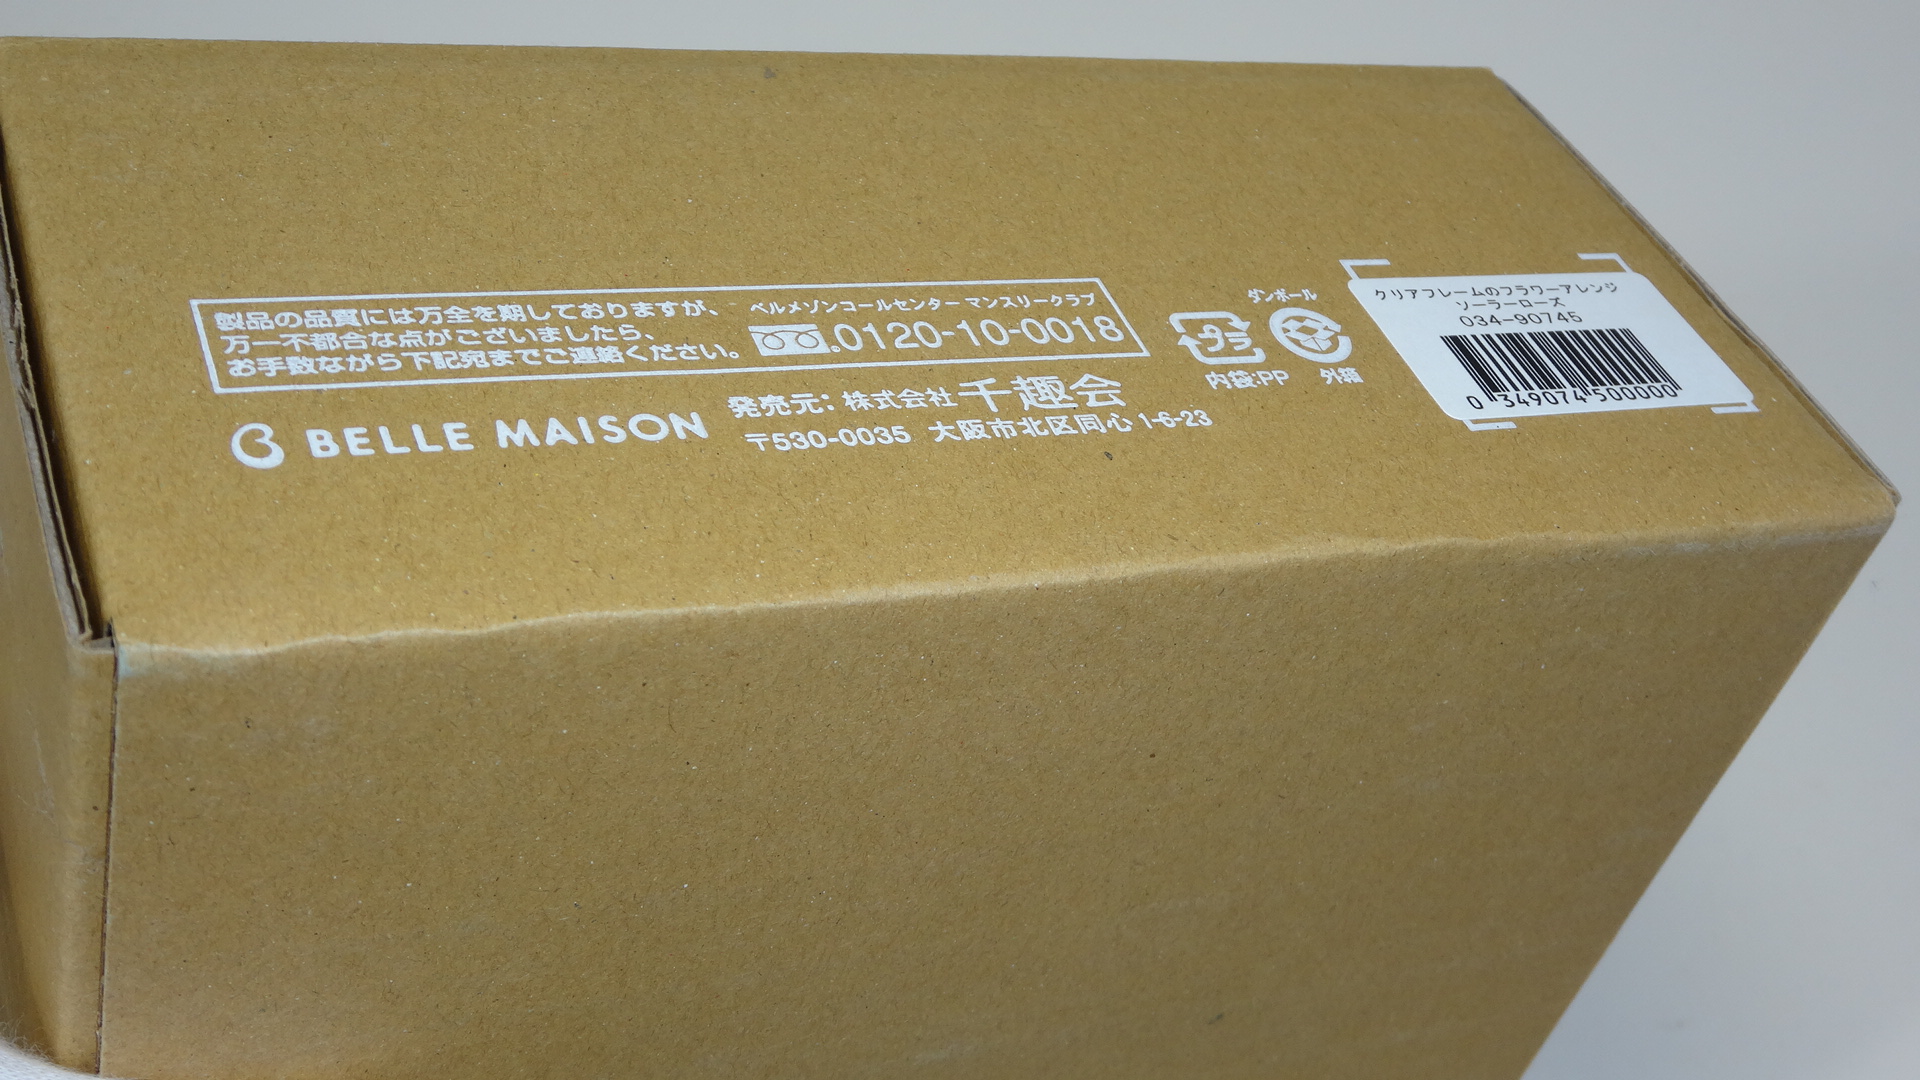 製品の品質には万全を期しておりますが、
万一不都合な点がございましたら、
お手数ながら下記宛までご連絡ください。
ベルメゾンコールセンター マンスリークラブ
0120-10-0018
BELLE MAISON
発売元: 株式会社千趣会
〒530-0035 大阪市北区同心 1-6-23
プラ
内袋:PP
ダンボール
外箱
クリアフレームのフラワーアレンジ
ソーラーローズ
034-90745
0 349074 500000